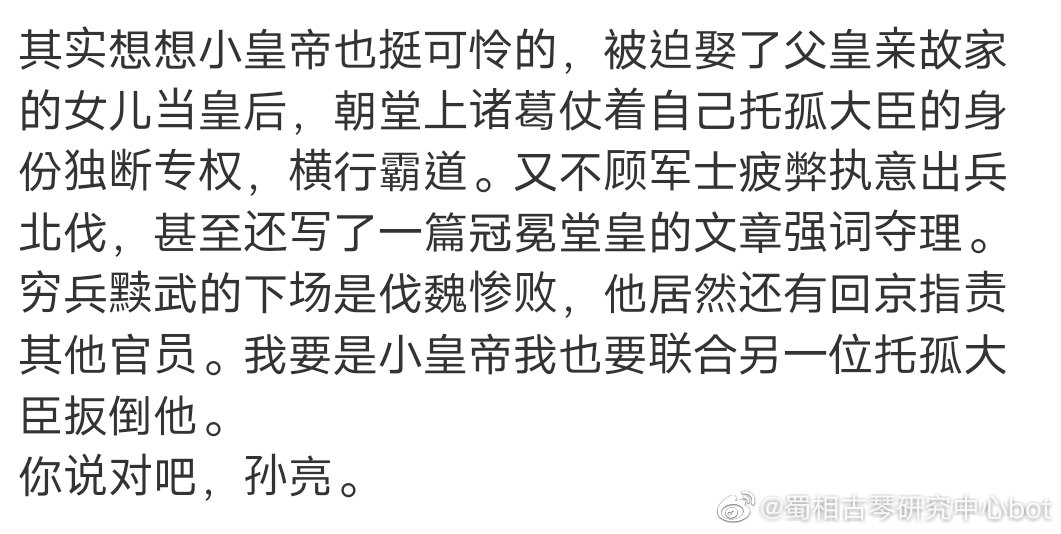 其实想想小皇帝也挺可怜的，被迫娶了父皇亲故家
的女儿当皇后，朝堂上诸葛仗着自己托孤大臣的身
份独断专权，横行霸道。又不顾军士疲弊执意出兵
北伐，甚至还写了一篇冠冕堂皇的文章强词夺理。
穷兵黩武的下场是伐魏惨败，他居然还有回京指责
其他官员。我要是小皇帝我也要联合另一位托孤大
臣扳倒他。
你说对吧，孙亮。
@蜀相古琴研究中心bot